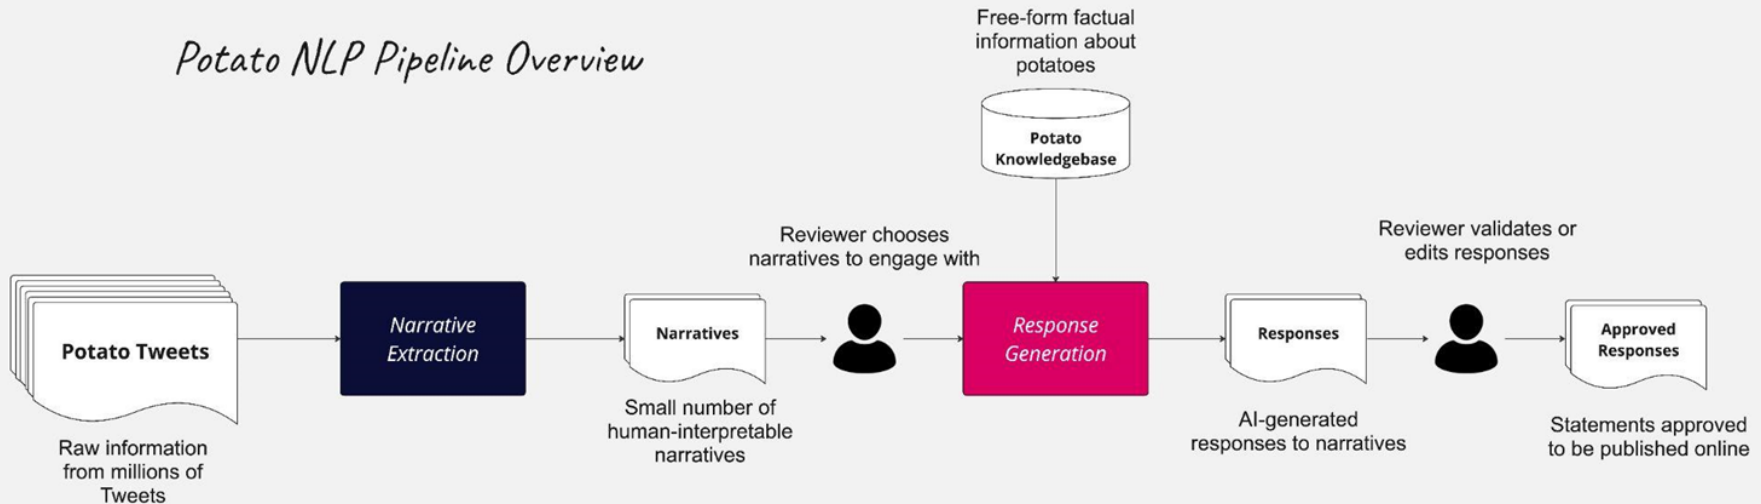 Potato NLP Pipeline Overview
Free-form factual
information about
potatoes
Potato
Knowledgebase
Reviewer chooses
narratives to engage with
Reviewer validates or
edits responses
Potato Tweets
Narrative
Extraction
Narratives
Response
Generation
Responses
Approved
Responses
Raw information
from millions of
Tweets
Small number of
human-interpretable
narratives
AI-generated
responses to narratives
Statements approved
to be published online